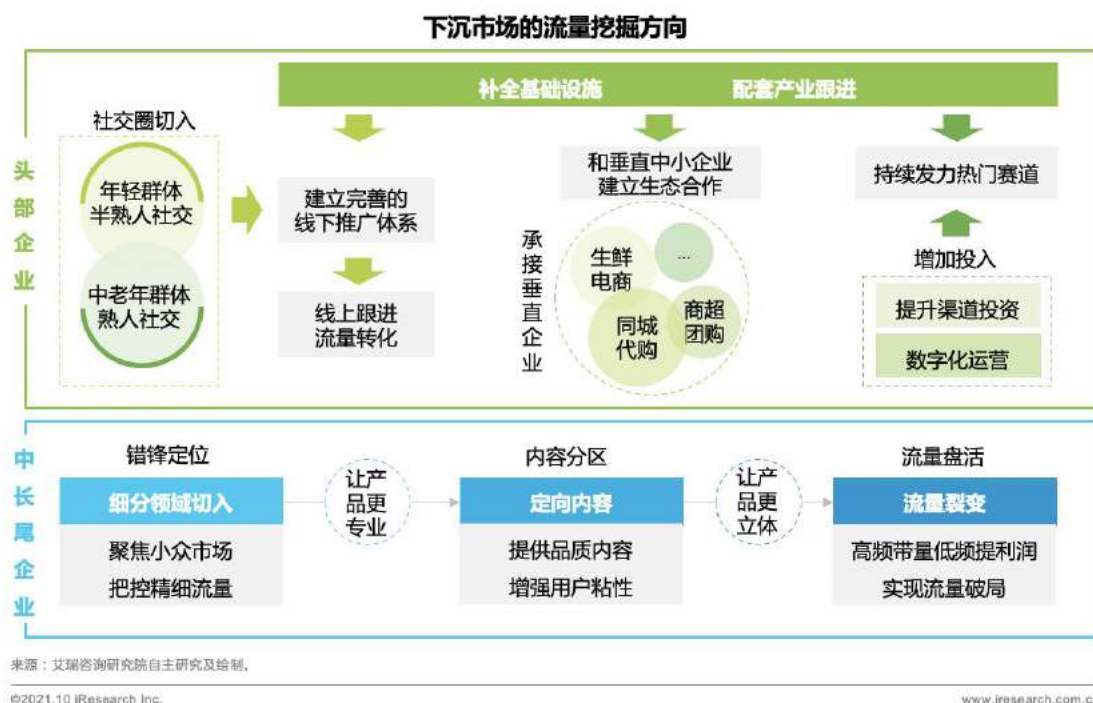 下沉市场的流量挖掘方向
头部企业
补全基础设施 配套产业跟进
社交圈切入
年轻群体
半熟人社交
中老年群体
熟人社交
建立完善的
线下推广体系
线上跟进
流量转化
和垂直中小企业
建立生态合作
承接垂直企业
生鲜
电商
...
同城
代购
商超
团购
持续发力热门赛道
增加投入
提升渠道投资
数字化运营
中长尾企业
错锋定位
细分领域切入
聚焦小众市场
把控精细流量
让产
品更
专业
内容分区
定向内容
提供品质内容
增强用户粘性
让产
品更
立体
流量盘活
流量裂变
高频带量低频提利润
实现流量破局
来源：艾瑞咨询研究院自主研究及绘制。
©2021.10 iResearch Inc.
www.iresearch.com.c